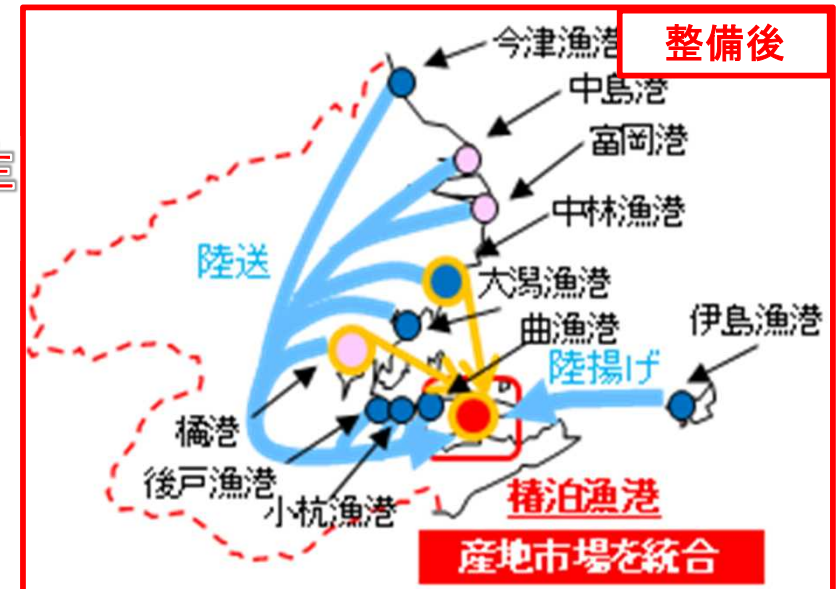 整備後
今津漁港
中島港
富岡港
中林漁港
陸送
大潟漁港
曲漁港
伊島漁港
陸揚げ
橘港
後戸漁港
小杭漁港
椿泊漁港
産地市場を統合